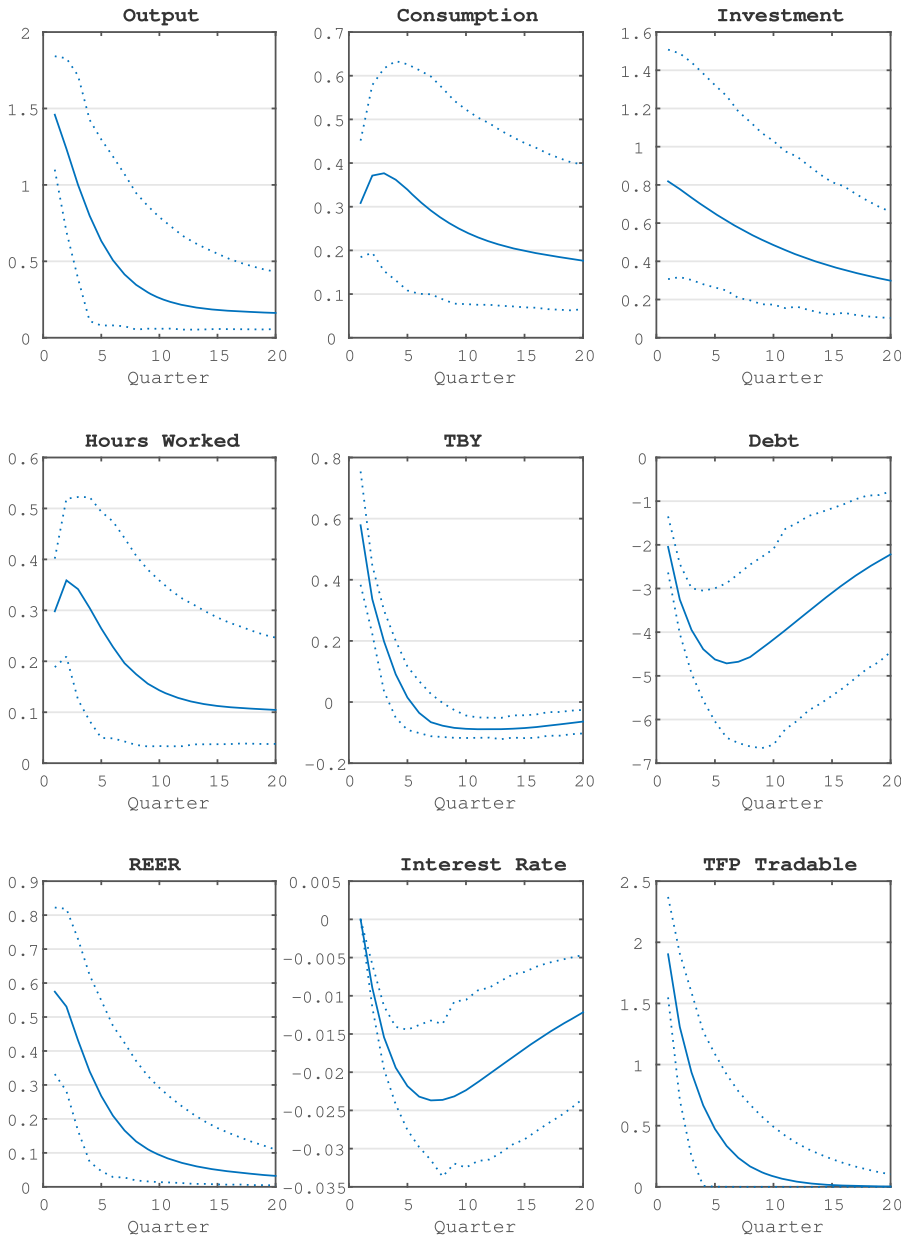 Output Consumption Investment
2 0.7 1.6
1.4
0.6
1.5 0.5 1.2
1
0.4
1 0.8
0.3
0.6
0.2
0.5 0.4
0.1 0.2
0 0 0
0 5 10 15 20 0 5 10 15 20 0 5 10 15 20
Quarter Quarter Quarter
Hours Worked TBY Debt
0.6 0.8 0
0.5 0.6 −1
0.4 −2
0.4
0.3 −3
0.2
−4
0.2
0 −5
0.1
−6
0 −0.2 −7
0 5 10 15 20 0 5 10 15 20 0 5 10 15 20
Quarter Quarter Quarter
REER Interest Rate TFP Tradable
0.9 0.005 2.5
0.8
0
0.7 2
−0.005
0.6
−0.01
0.5 1.5
−0.015
0.4
1
−0.02
0.3
−0.025
0.2 0.5
−0.03
0.1
0 −0.035 0
0 5 10 15 20 0 5 10 15 20 0 5 10 15 20
Quarter Quarter Quarter